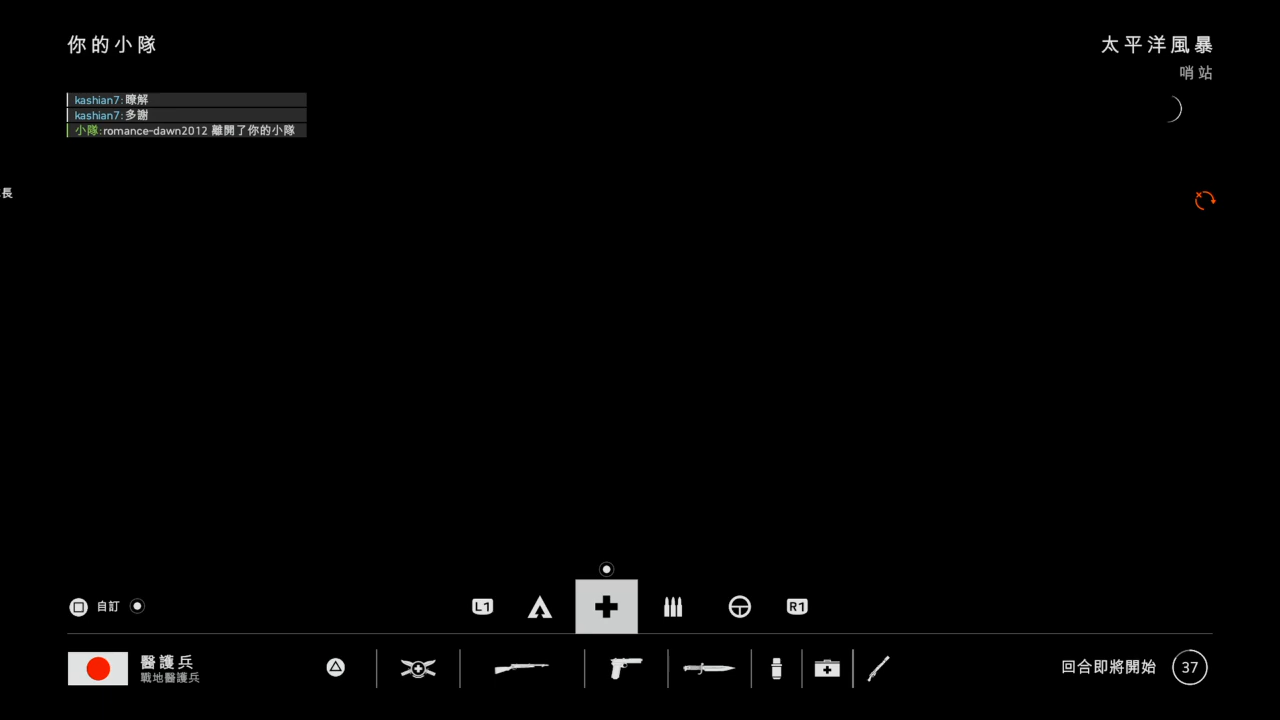 你的小隊
太平洋風暴
哨站
kashian7:瞭解
kashian7:多謝
小隊:romance-dawn2012 離開了你的小隊
長
自訂
L1
R1
醫護兵
戰地醫護兵
回合即將開始 37